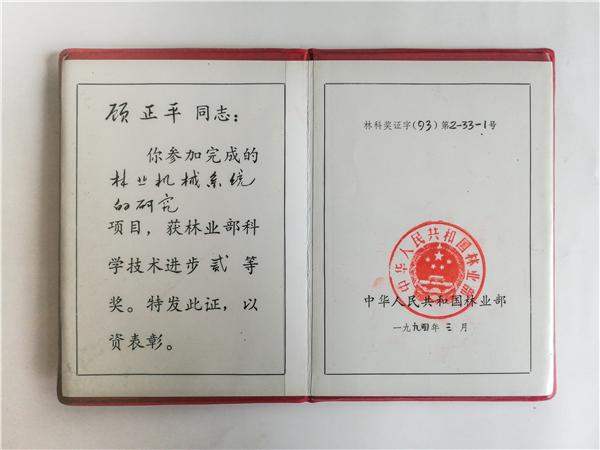 顾正平同志：
你参加完成的
林业机械系统
的研究
项目，获林业部科
学技术进步贰等
奖。特发此证，以
资表彰。
林科奖证字(93)第2-33-1号
中华人民共和国林业部
中华人民共和国林业部
一九九四年三月